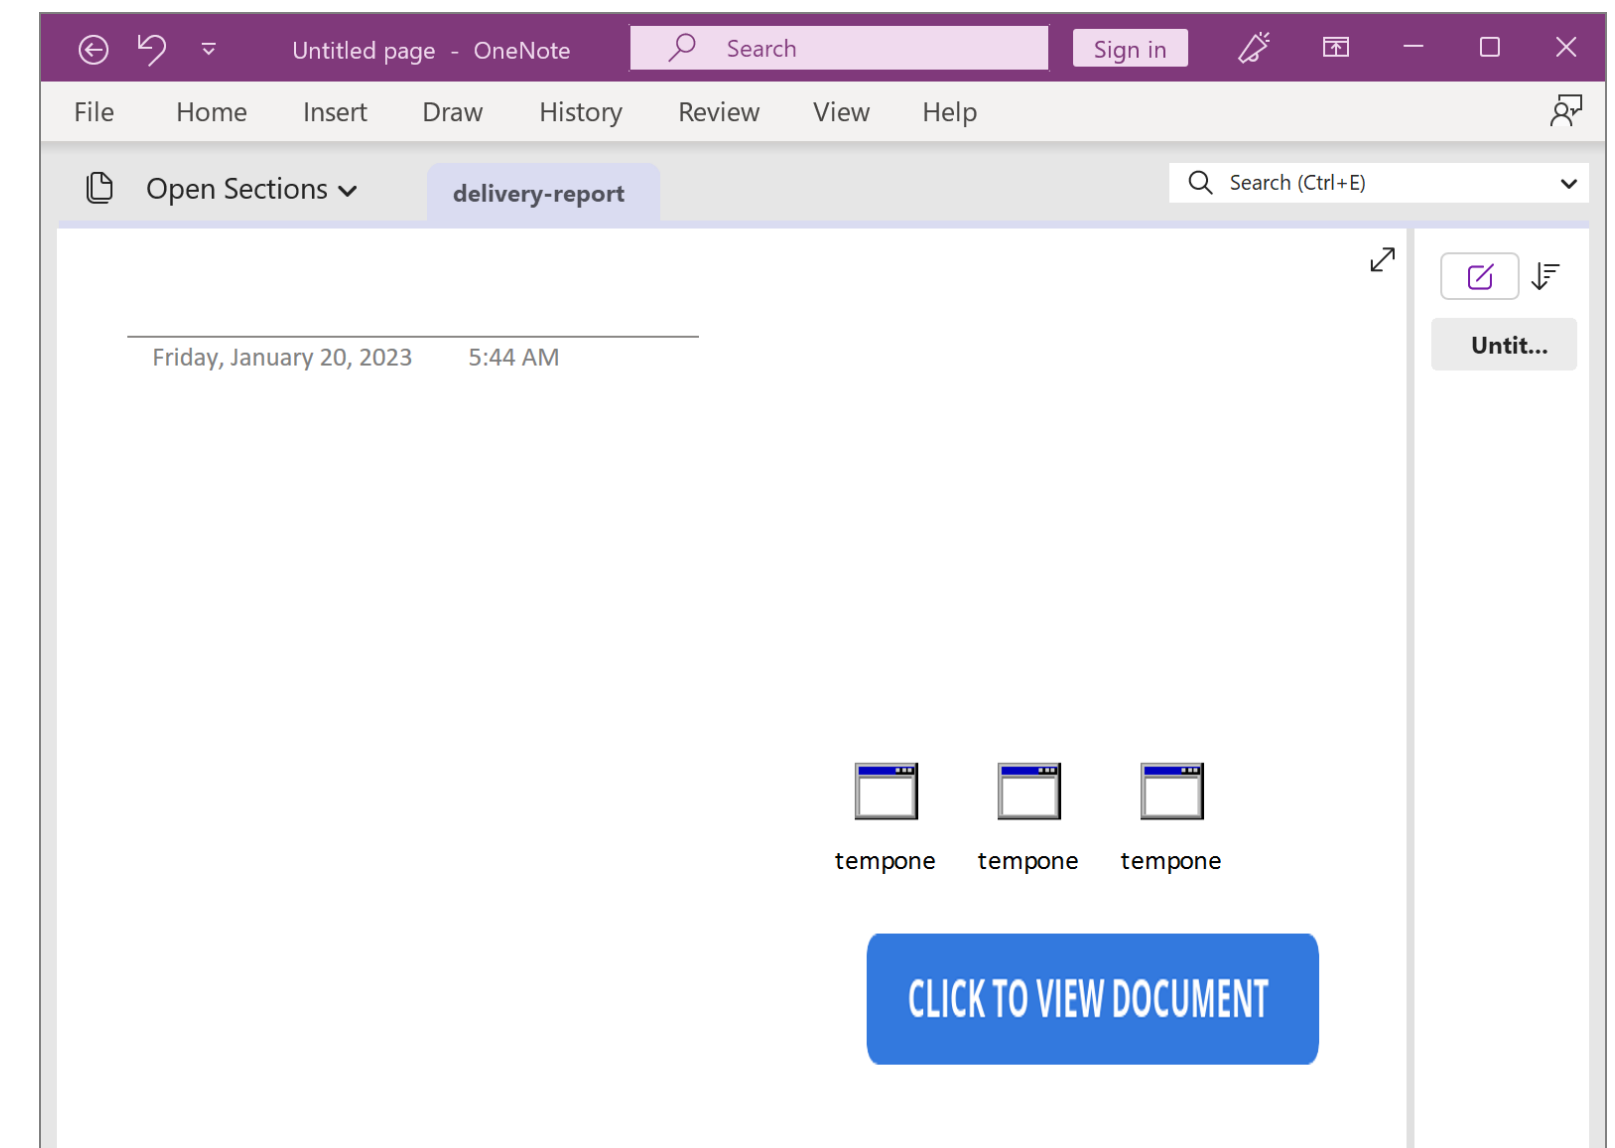 Untitled page - OneNote Search Sign in
File Home Insert Draw History Review View Help
Open Sections delivery-report Search (Ctrl+E)
Untit...
Friday, January 20, 2023 5:44 AM
tempone tempone tempone
CLICK TO VIEW DOCUMENT